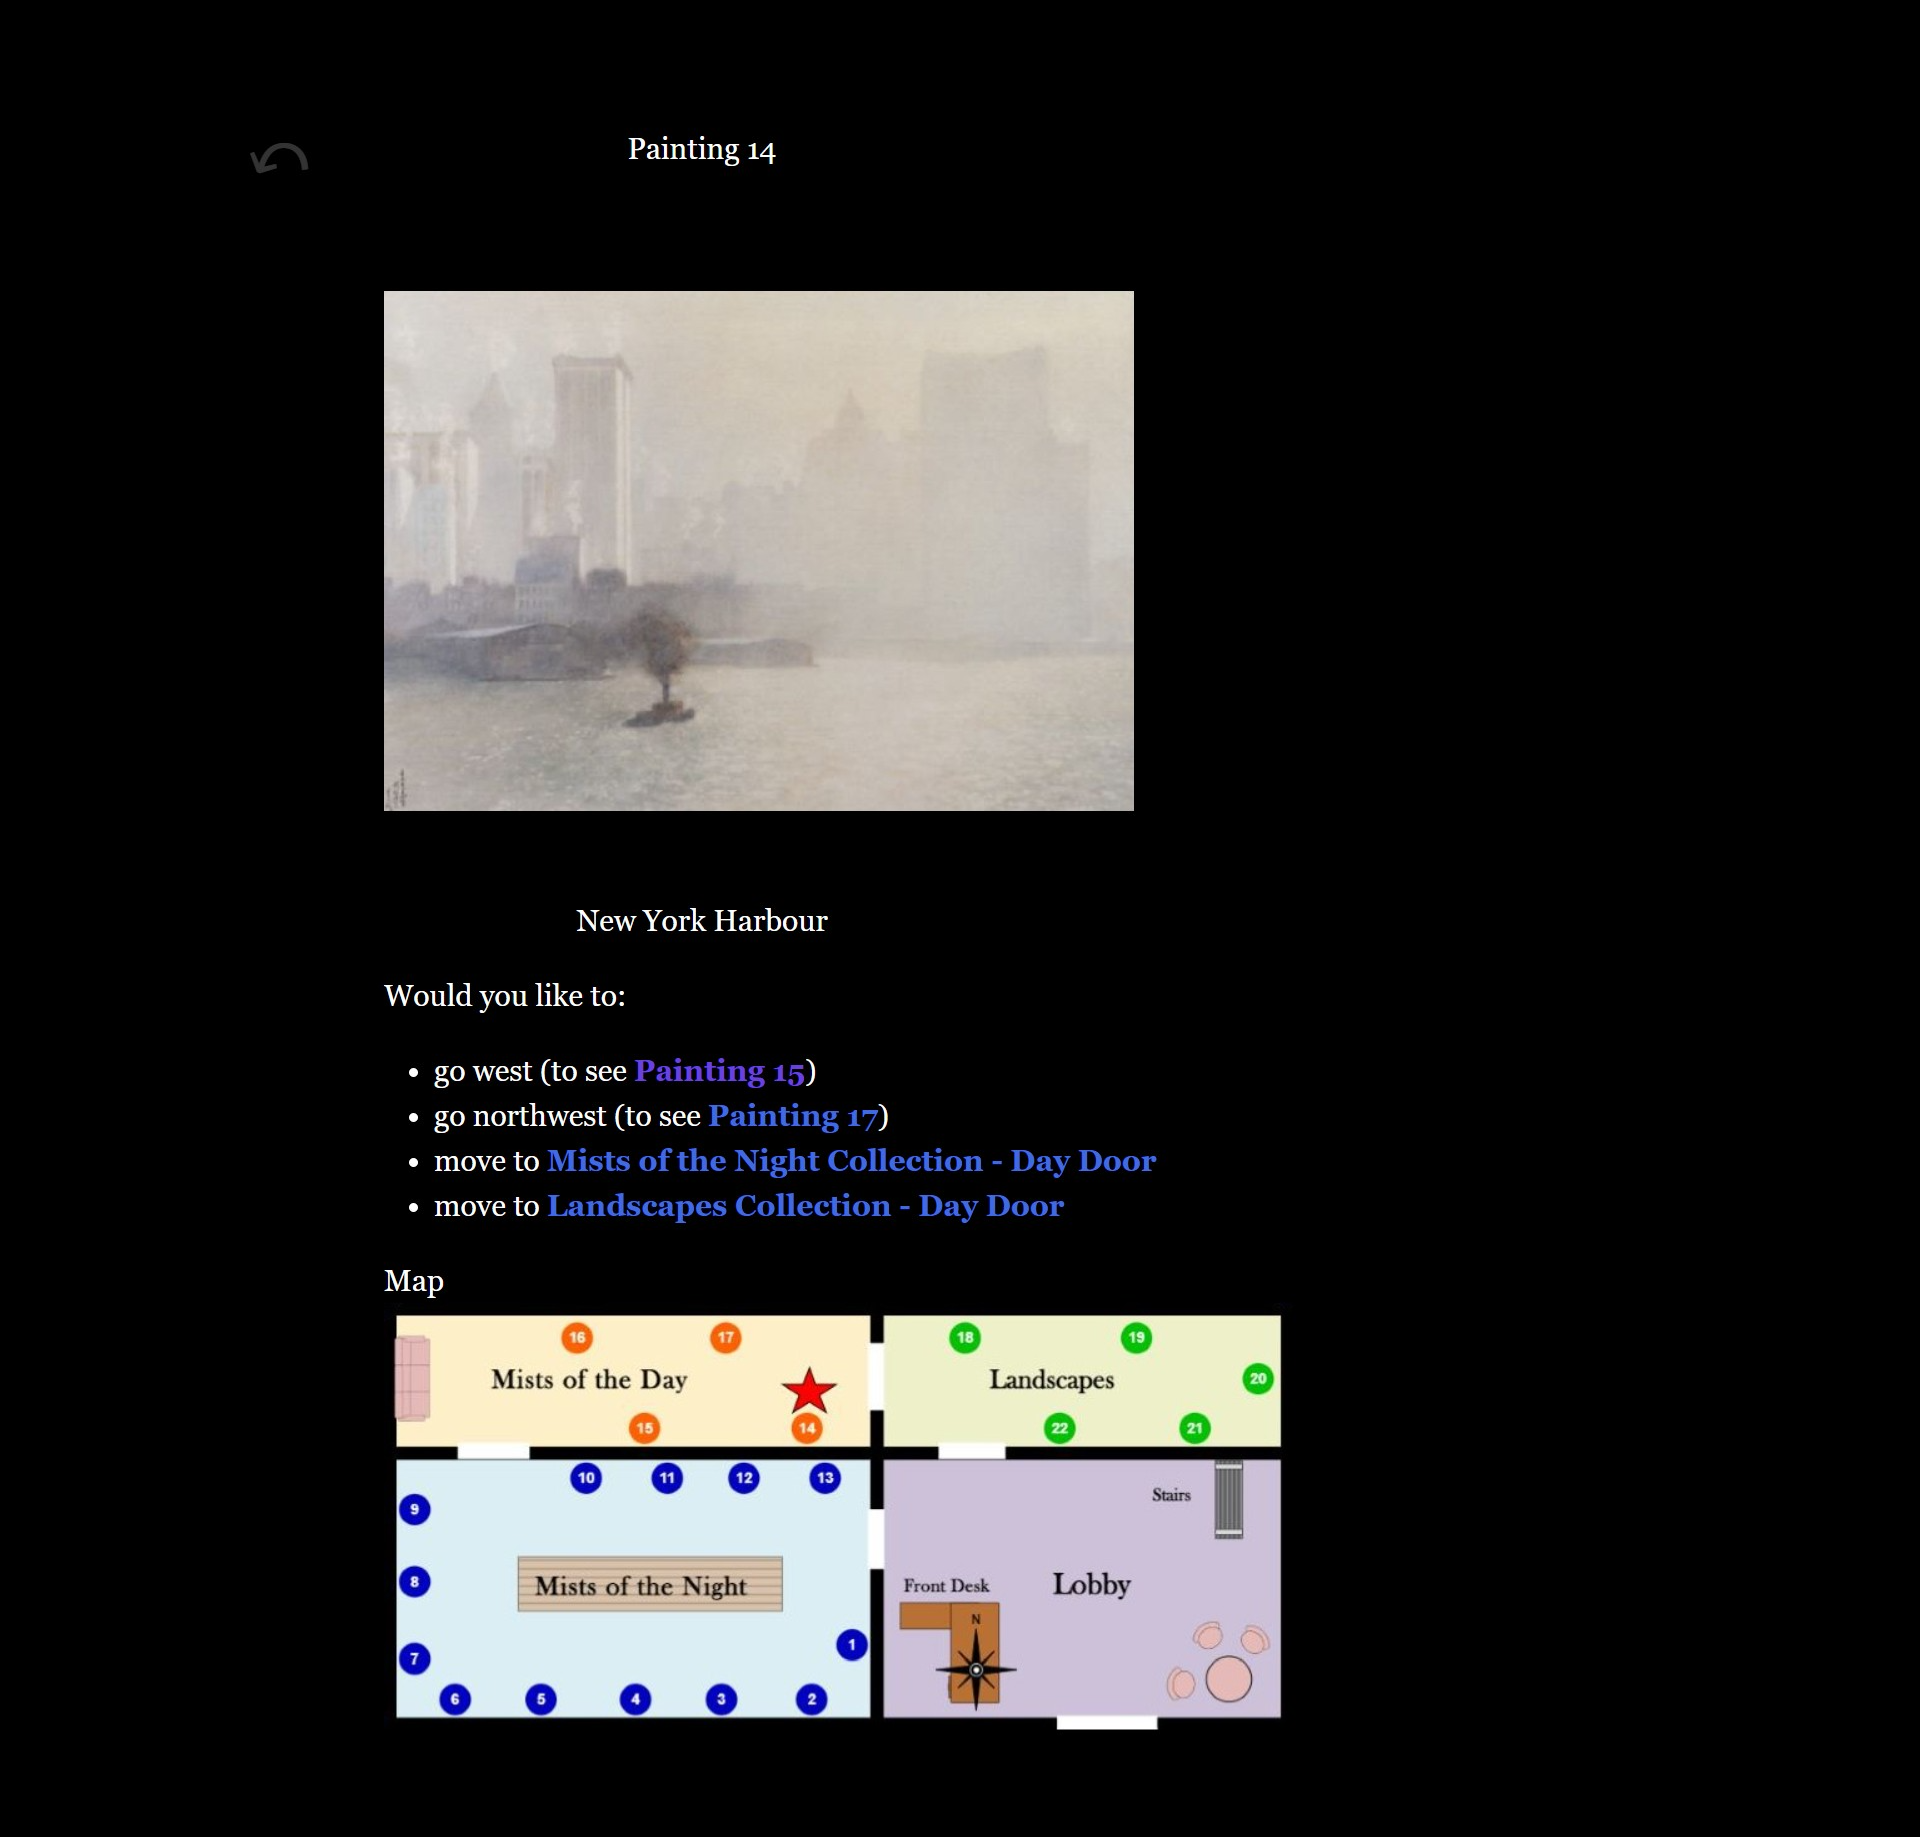 Painting 14
New York Harbour
Would you like to:
• go west (to see Painting 15)
• go northwest (to see Painting 17)
• move to Mists of the Night Collection - Day Door
• move to Landscapes Collection - Day Door
Map
16 17 18 19
Mists of the Day Landscapes 20
15 14 22 21
10 11 12 13
9 Stairs
8 Mists of the Night Front Desk Lobby
N
7 1
6 5 4 3 2